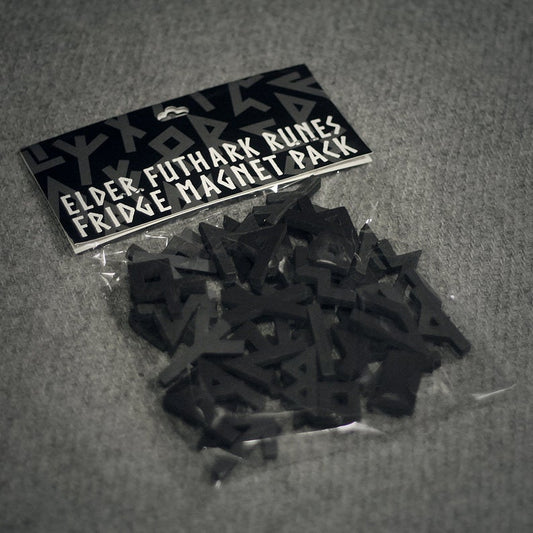 ELDER FUTHARK RUNES
FRIDGE MAGNET PACK